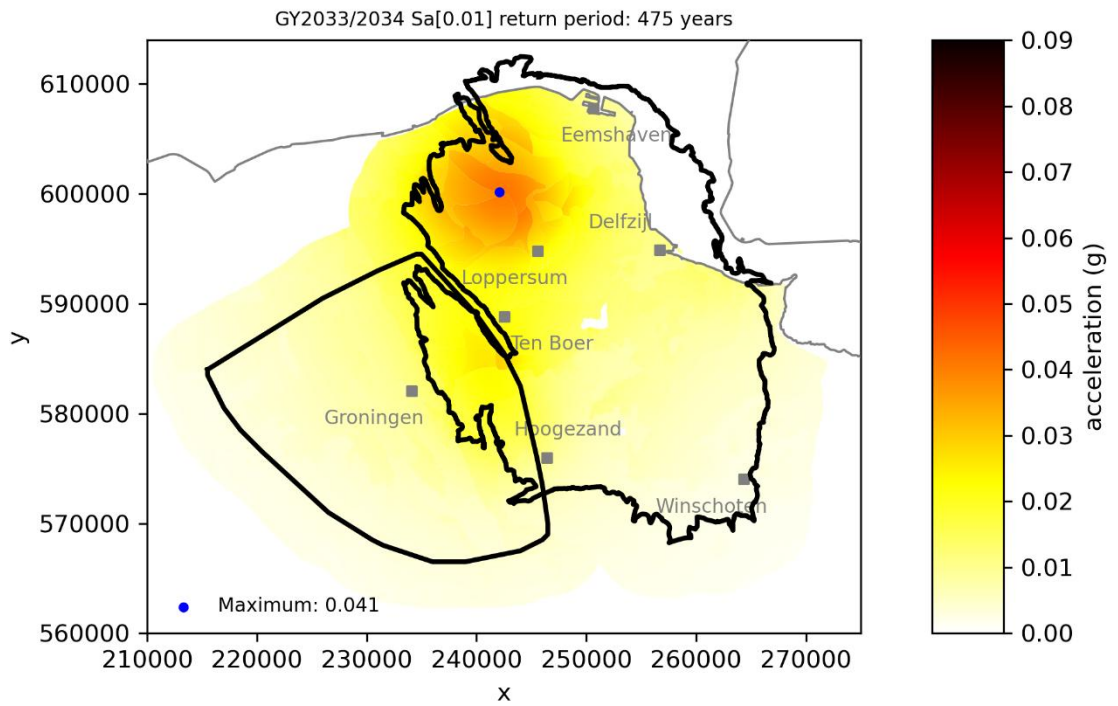 GY2033/2034 Sa[0.01] return period: 475 years
610000
600000
590000
580000
570000
560000
y
210000 220000 230000 240000 250000 260000 270000
x
Eemshaven
Delfzijl
Loppersum
Ten Boer
Groningen
Hoogezand
Winschoten
Maximum: 0.041
0.09
0.08
0.07
0.06
0.05
0.04
0.03
0.02
0.01
0.00
acceleration (g)